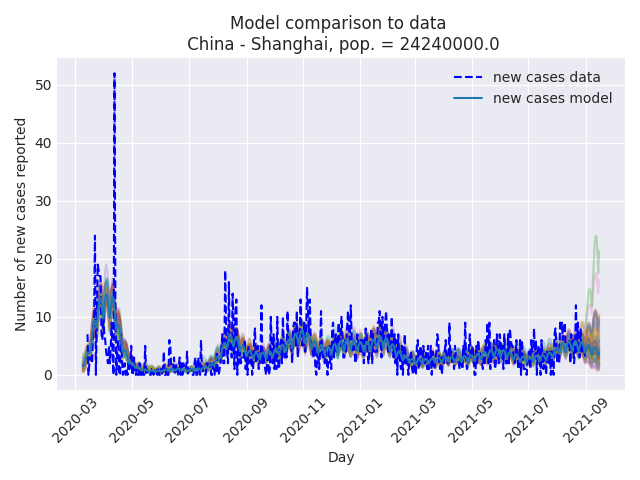 Model comparison to data
China - Shanghai, pop. = 24240000.0
new cases data
new cases model
Number of new cases reported
50
40
30
20
10
0
2020-03
2020-05
2020-07
2020-09
2020-11
2021-01
2021-03
2021-05
2021-07
2021-09
Day